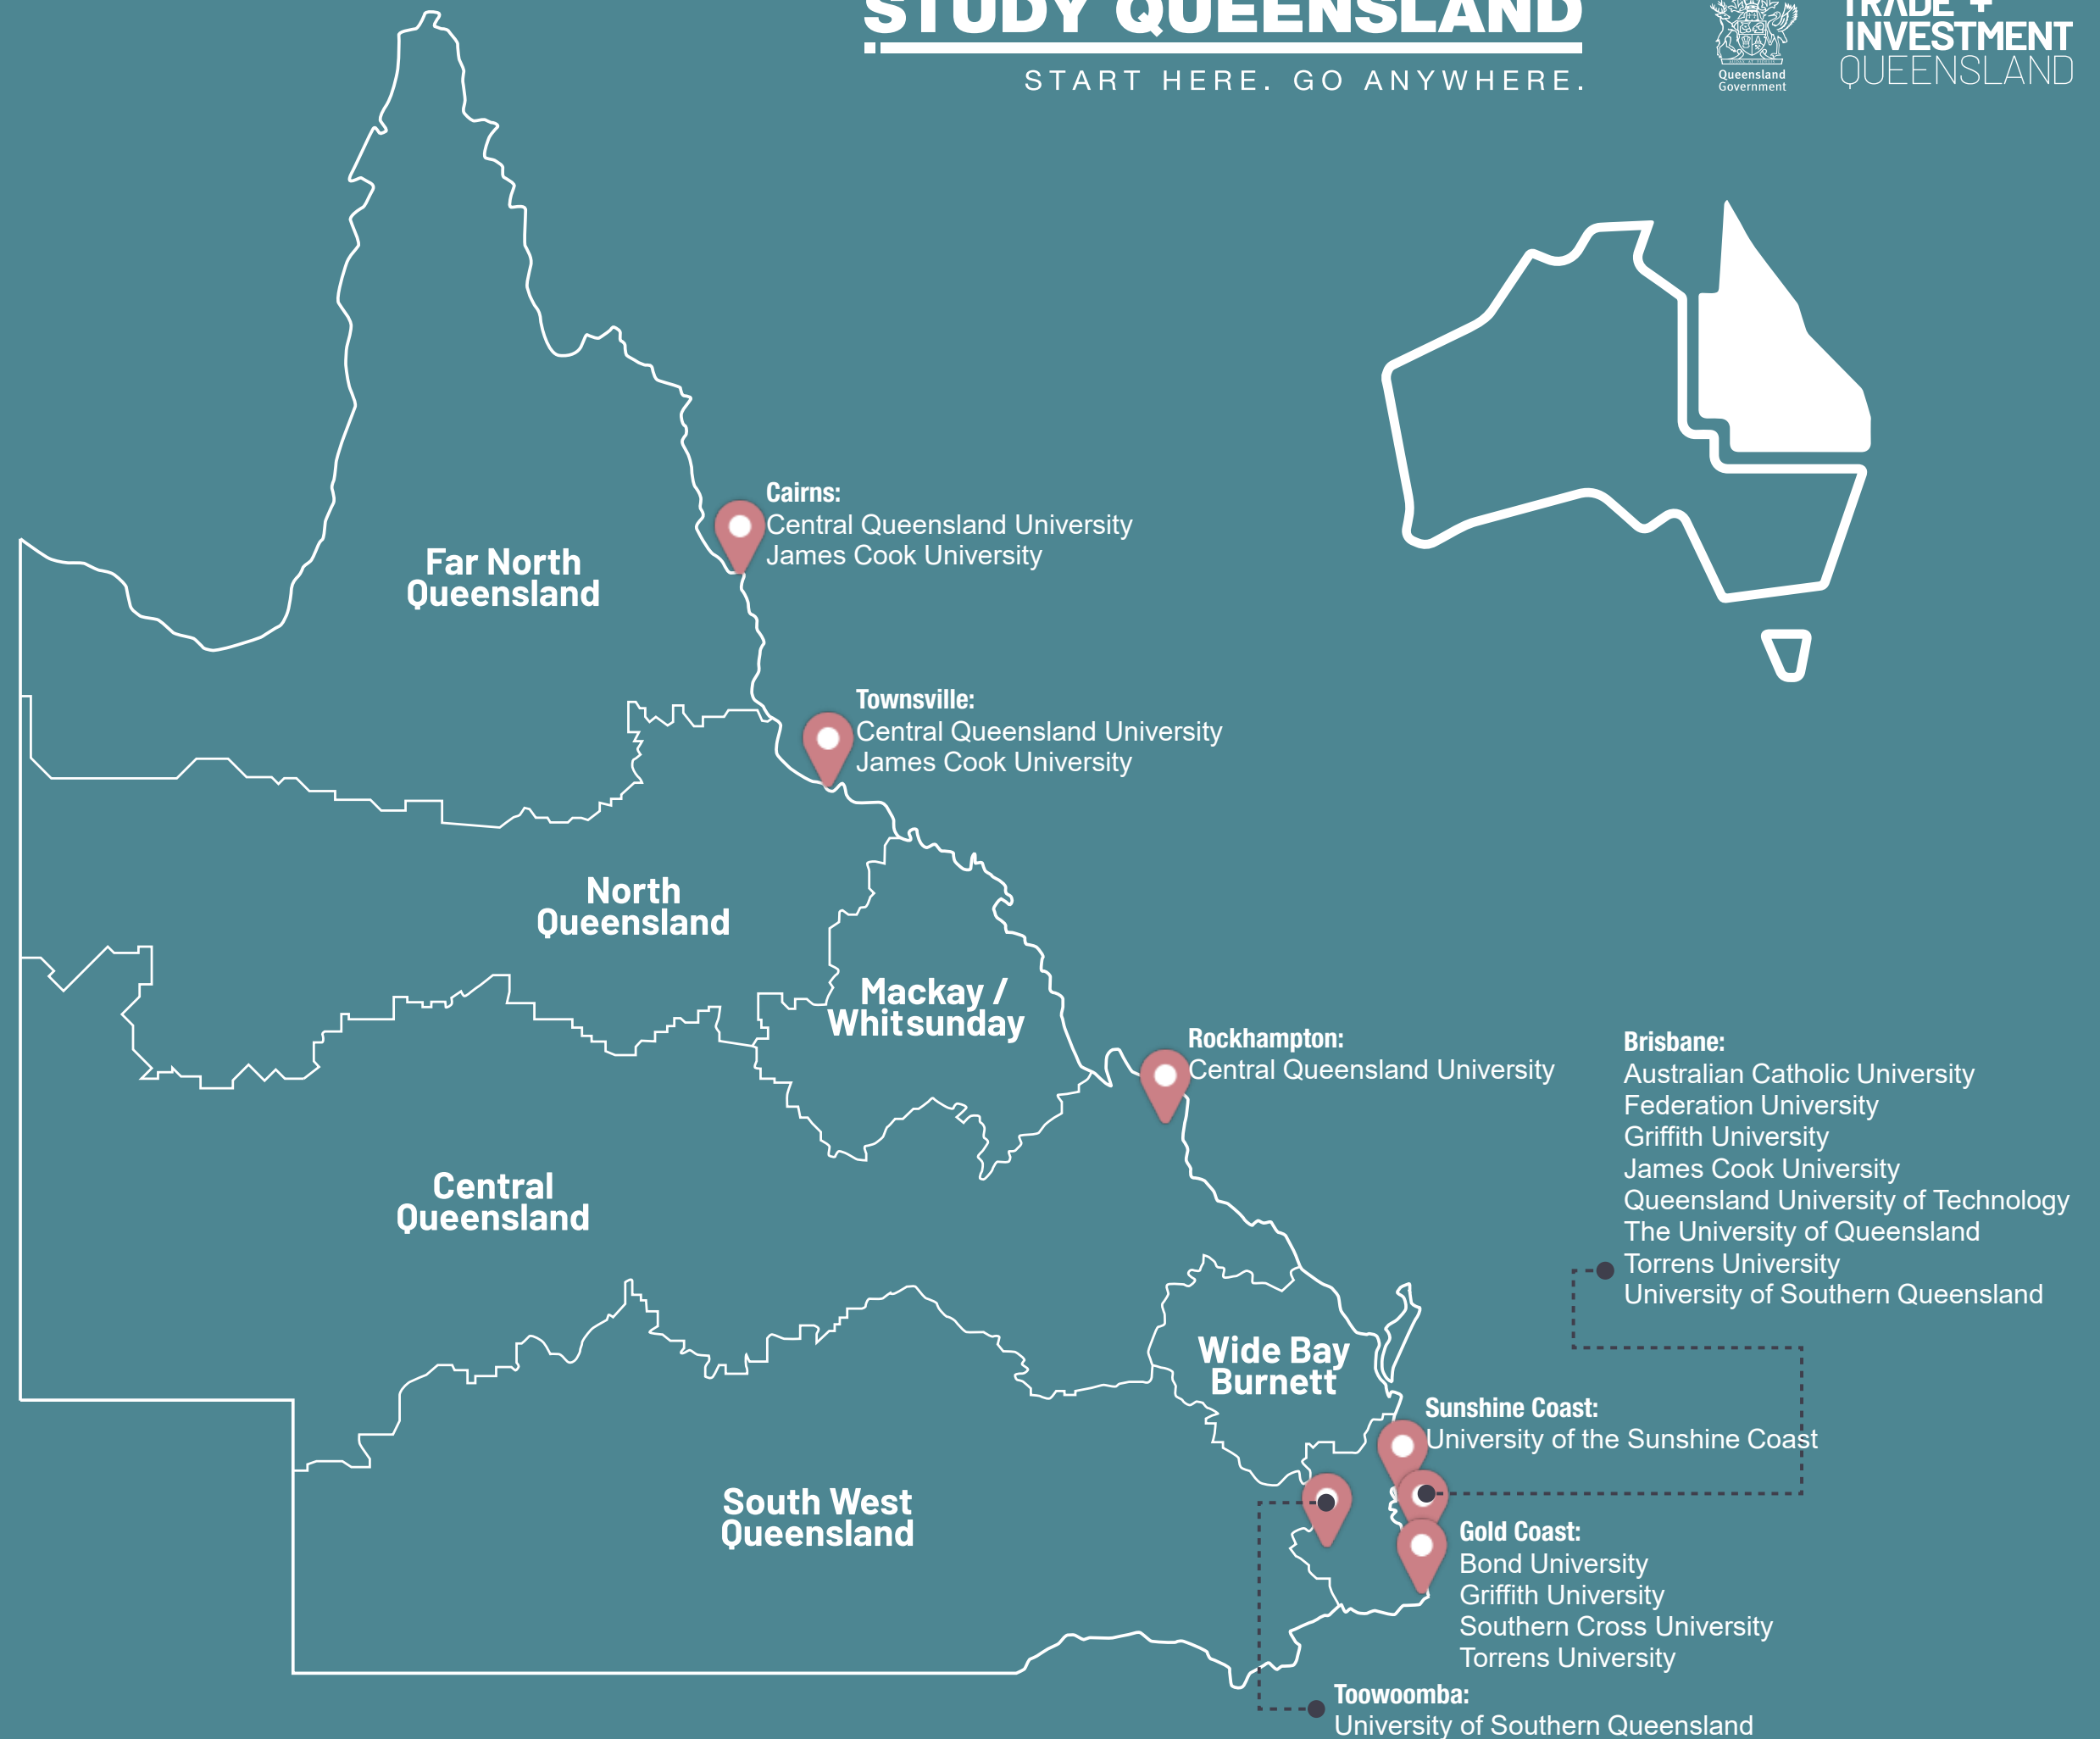 STUDY QUEENSLAND
START HERE. GO ANYWHERE.
Queensland
Government
TRADE +
INVESTMENT
QUEENSLAND
Cairns:
Central Queensland University
James Cook University
Far North
Queensland
Townsville:
Central Queensland University
James Cook University
North
Queensland
Mackay /
Whitsunday
Rockhampton:
Central Queensland University
Brisbane:
Australian Catholic University
Federation University
Griffith University
James Cook University
Queensland University of Technology
The University of Queensland
Torrens University
University of Southern Queensland
Central
Queensland
Wide Bay
Burnett
Sunshine Coast:
University of the Sunshine Coast
South West
Queensland
Gold Coast:
Bond University
Griffith University
Southern Cross University
Torrens University
Toowoomba:
University of Southern Queensland